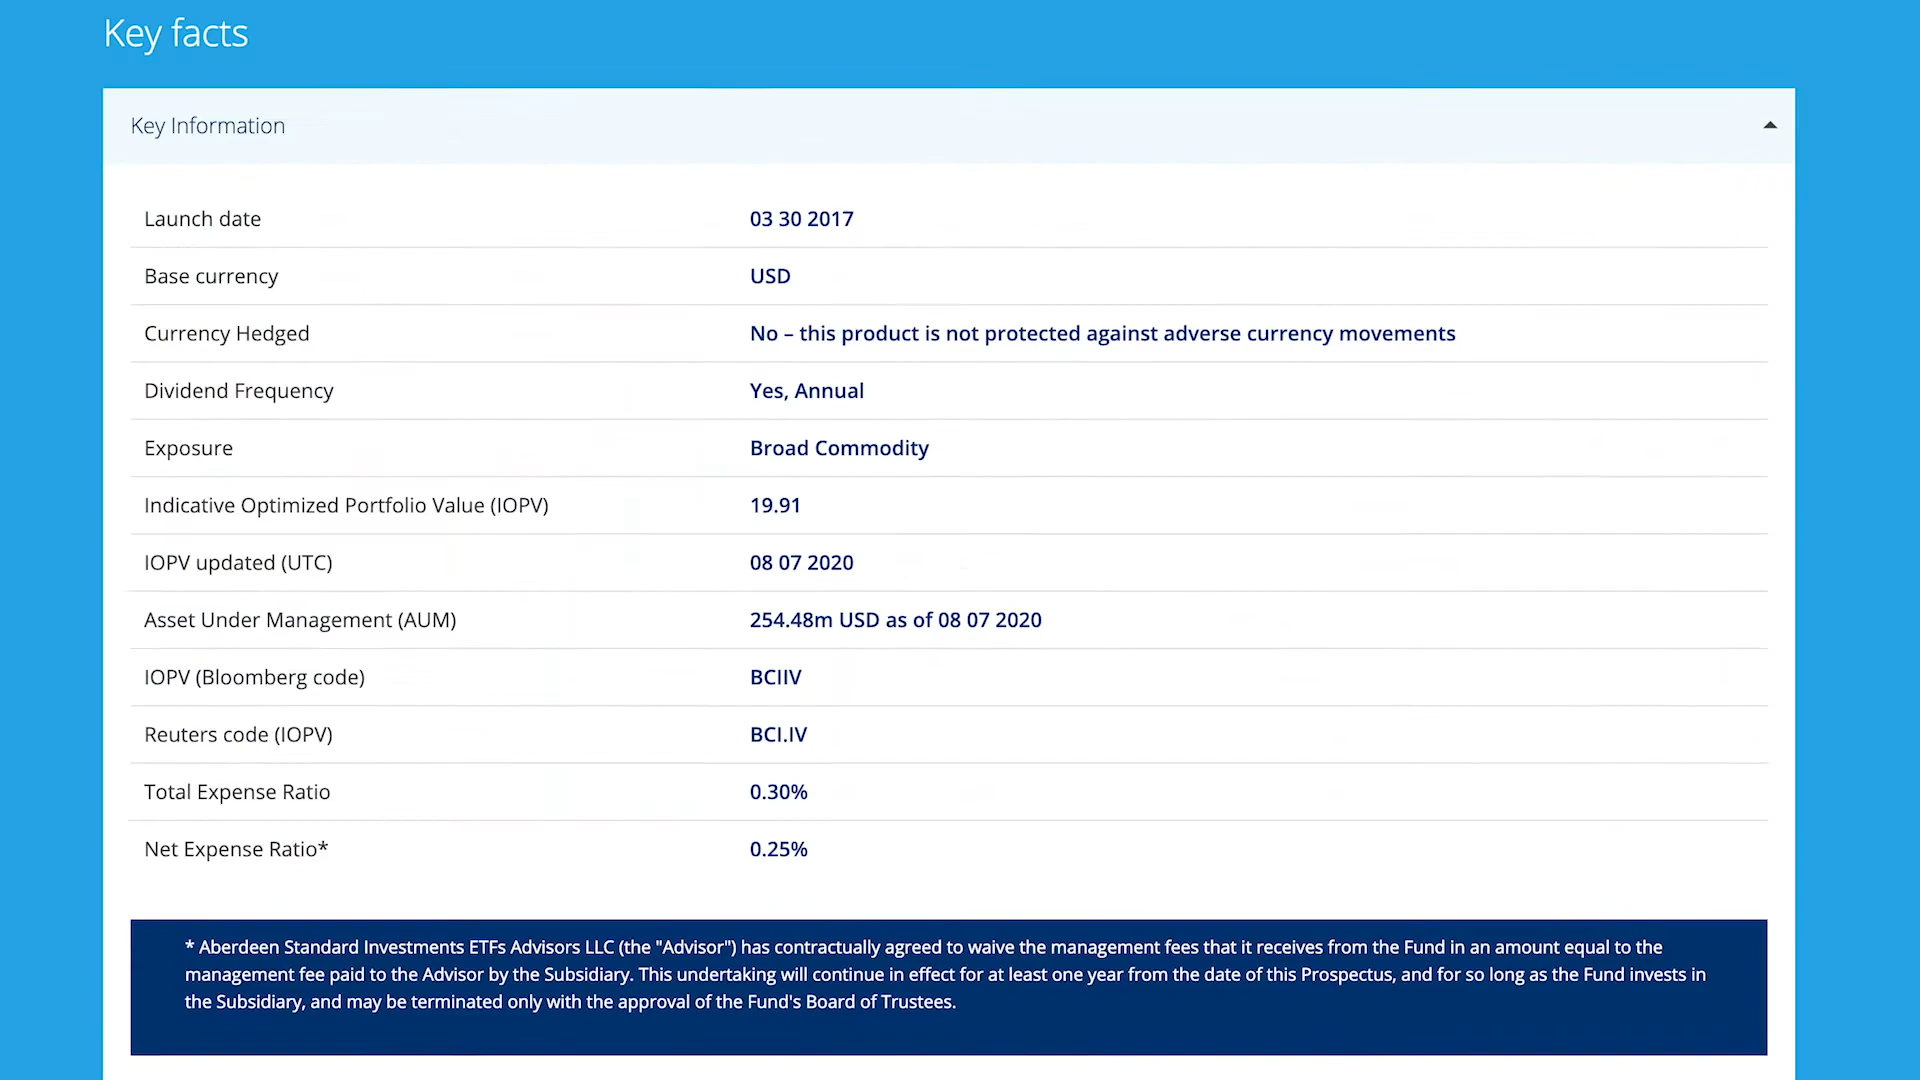 Key facts
Key Information
Launch date 03 30 2017
Base currency USD
Currency Hedged No – this product is not protected against adverse currency movements
Dividend Frequency Yes, Annual
Exposure Broad Commodity
Indicative Optimized Portfolio Value (IOPV) 19.91
IOPV updated (UTC) 08 07 2020
Asset Under Management (AUM) 254.48m USD as of 08 07 2020
IOPV (Bloomberg code) BCIIV
Reuters code (IOPV) BCI.IV
Total Expense Ratio 0.30%
Net Expense Ratio* 0.25%
* Aberdeen Standard Investments ETFs Advisors LLC (the "Advisor") has contractually agreed to waive the management fees that it receives from the Fund in an amount equal to the
management fee paid to the Advisor by the Subsidiary. This undertaking will continue in effect for at least one year from the date of this Prospectus, and for so long as the Fund invests in
the Subsidiary, and may be terminated only with the approval of the Fund's Board of Trustees.